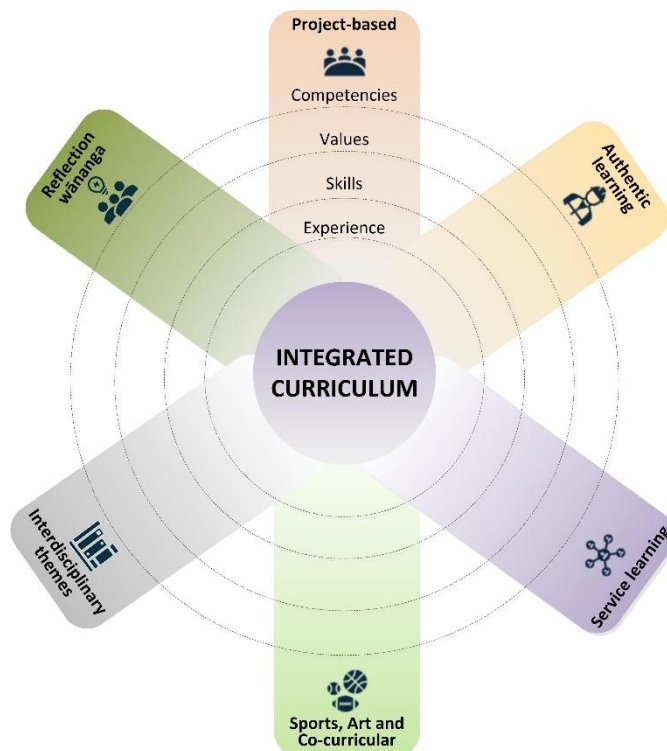 Project-based
Competencies
Values
Skills
Experience
Authentic
learning
Reflection
wānanga
INTEGRATED
CURRICULUM
Interdisciplinary
themes
Service learning
Sports, Art and
Co-curricular